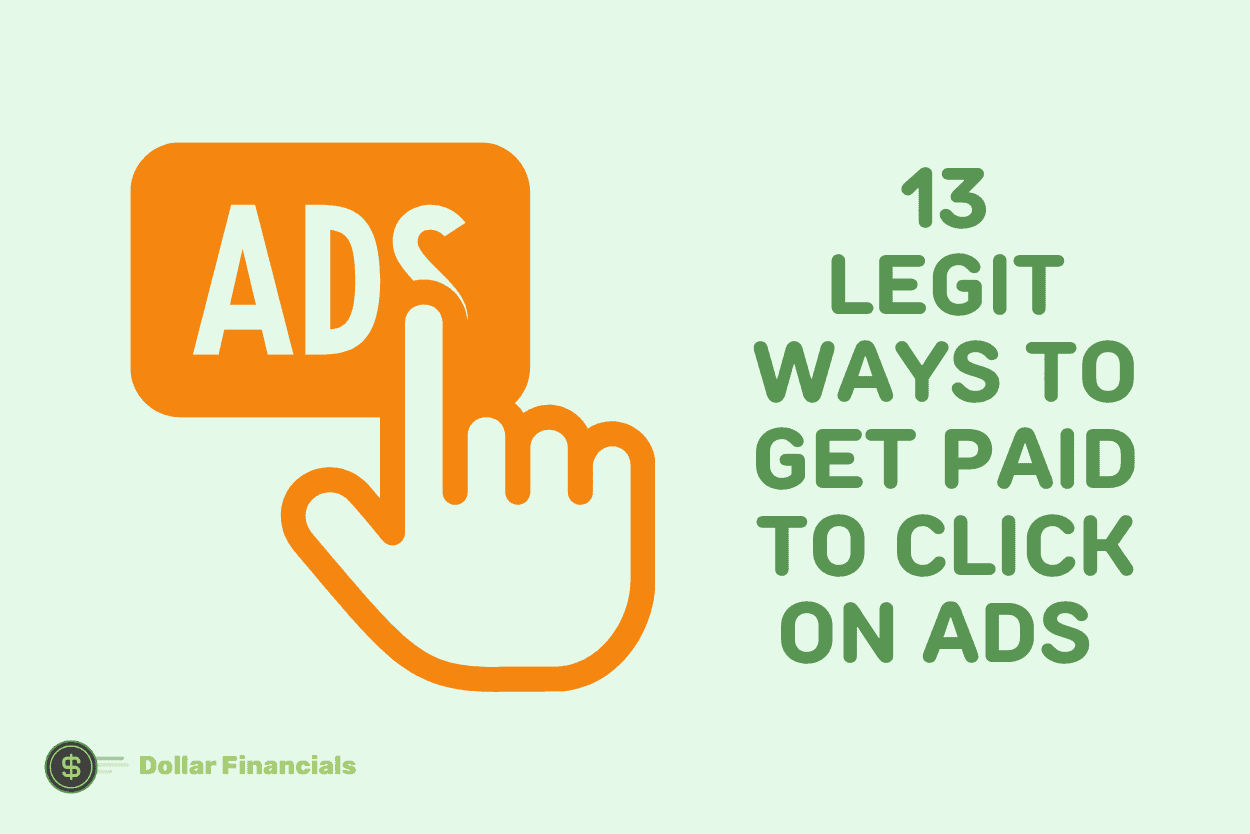 ADS
13
LEGIT
WAYS TO
GET PAID
TO CLICK
ON ADS
$ Dollar Financials